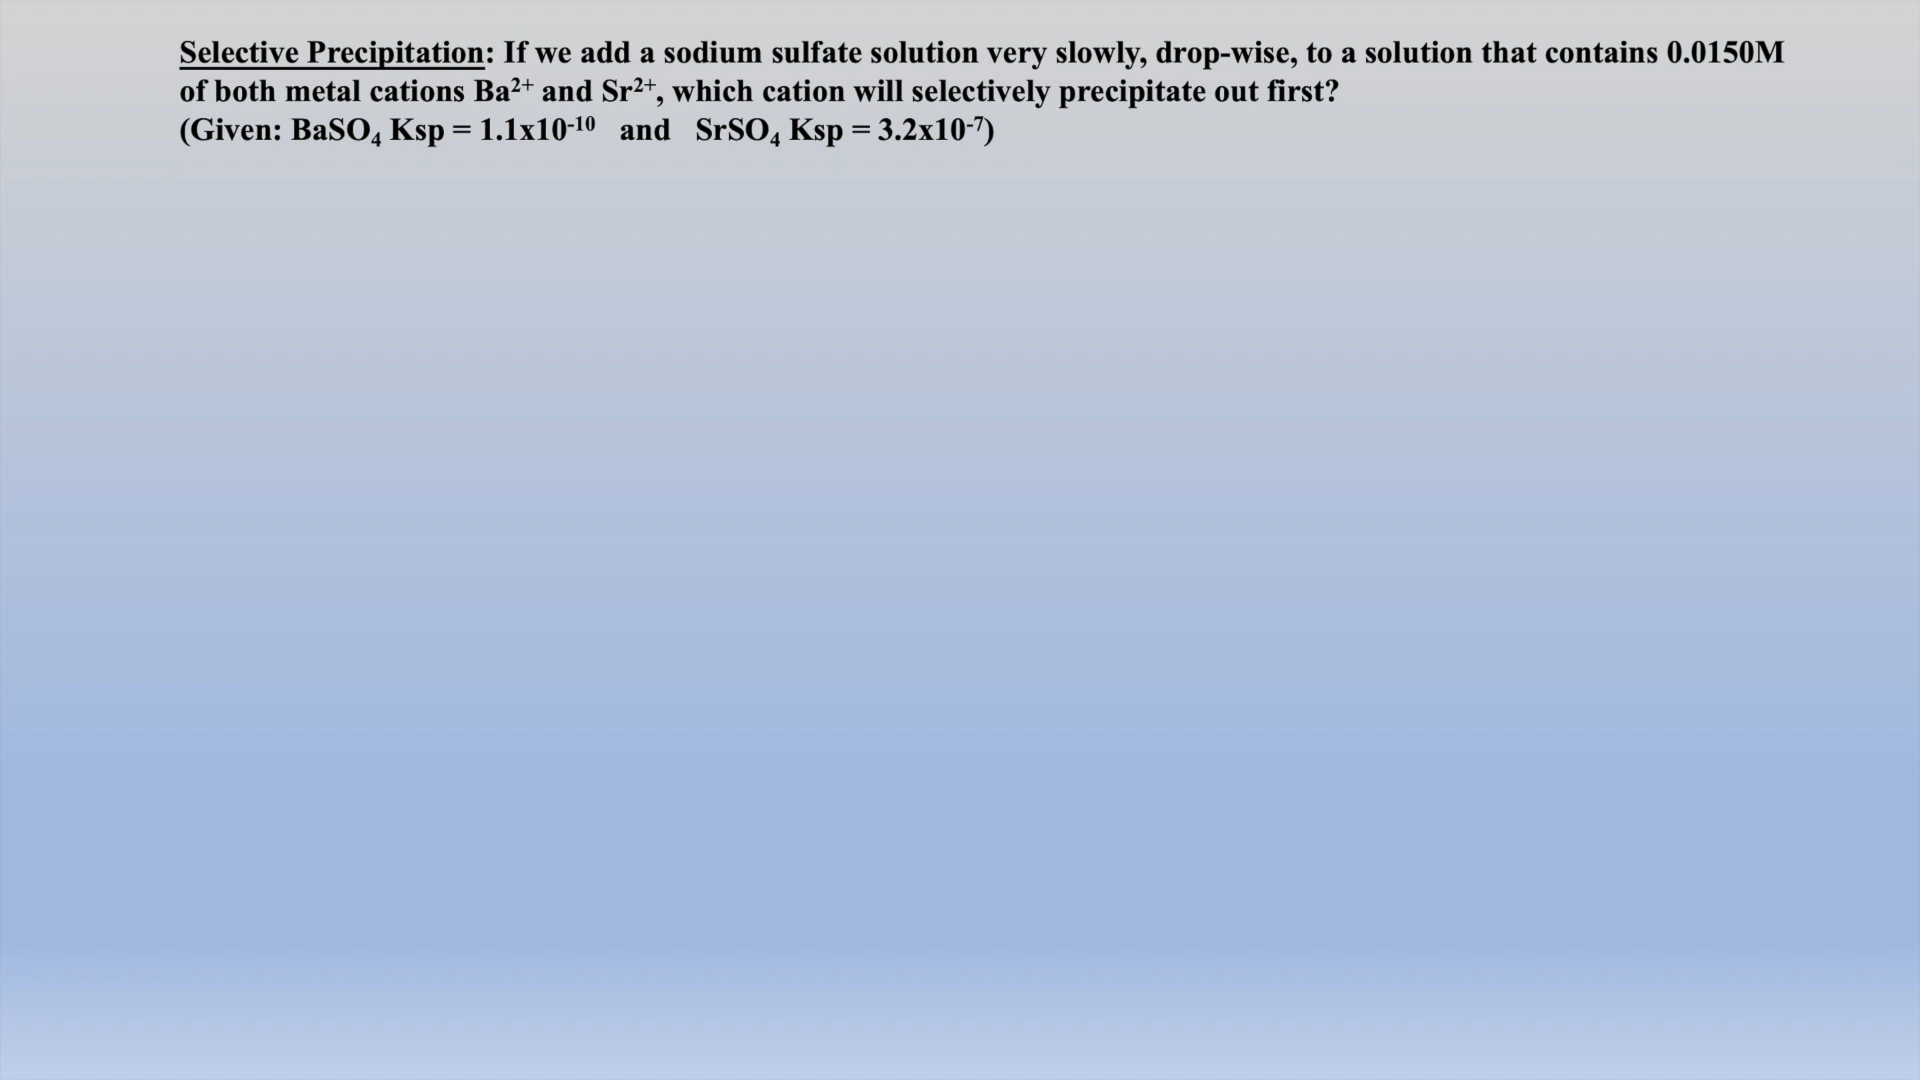 Selective Precipitation: If we add a sodium sulfate solution very slowly, drop-wise, to a solution that contains 0.0150M
of both metal cations Ba²⁺ and Sr²⁺, which cation will selectively precipitate out first?
(Given: BaSO₄ Ksp = 1.1x10⁻¹⁰ and SrSO₄ Ksp = 3.2x10⁻⁷)